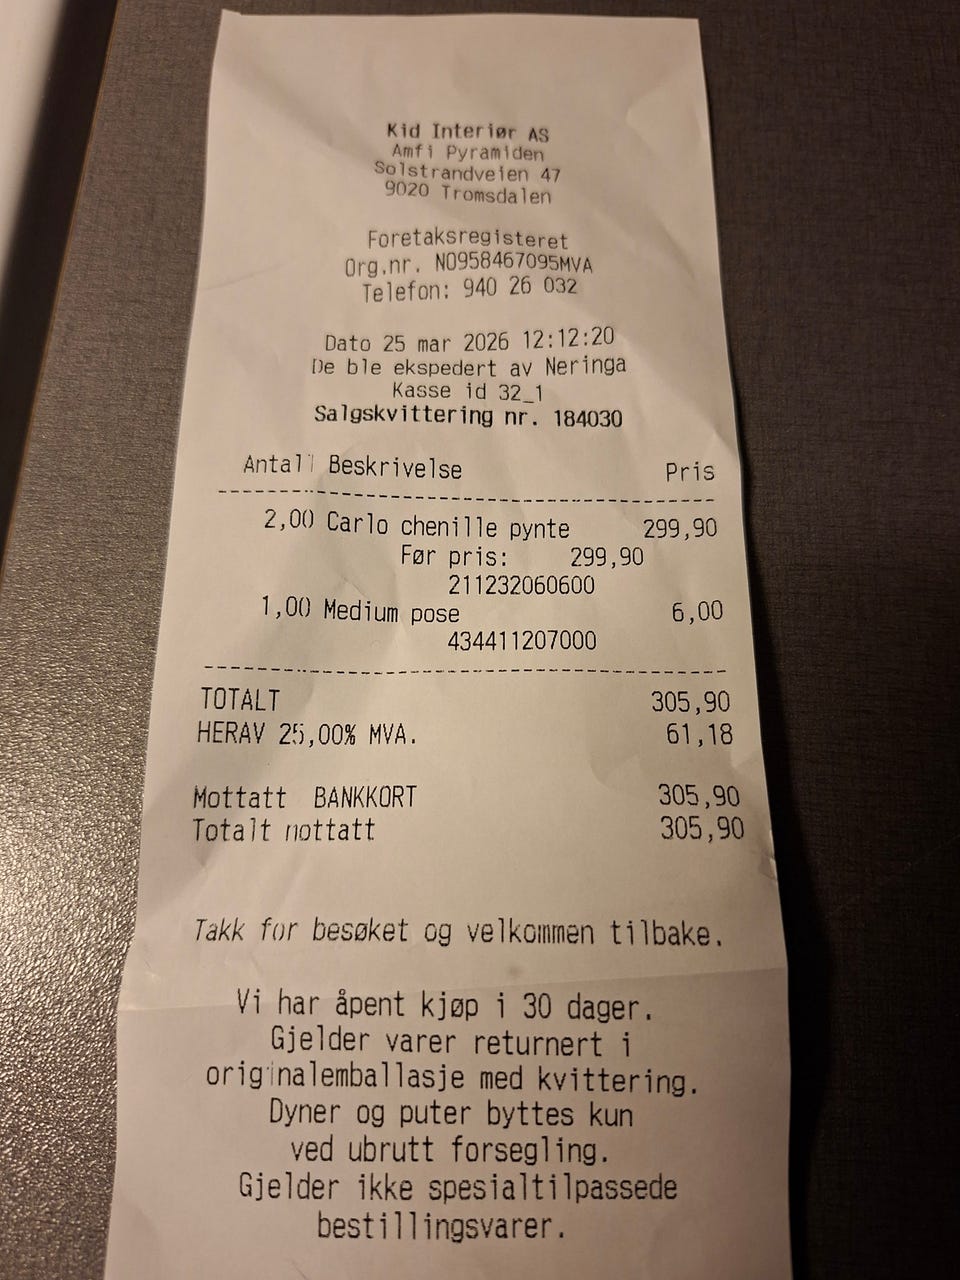 Kid Interiør AS
Amfi Pyramiden
Solstrandveien 47
9020 Tromsdalen
Foretaksregisteret
Org.nr. NO958467095MVA
Telefon: 940 26 032
Dato 25 mar 2026 12:12:20
De ble ekspedert av Neringa
Kasse id 32_1
Salgskvittering nr. 184030
Antall Beskrivelse Pris
2,00 Carlo chenille pynte 299,90
Før pris: 299,90
211232060600
1,00 Medium pose 6,00
434411207000
TOTALT 305,90
HERAV 25,00% MVA. 61,18
Mottatt BANKKORT 305,90
Totalt mottatt 305,90
Takk for besøket og velkommen tilbake.
Vi har åpent kjøp i 30 dager.
Gjelder varer returnert i
originalemballasje med kvittering.
Dyner og puter byttes kun
ved ubrutt forsegling.
Gjelder ikke spesialtilpassede
bestillingsvarer.